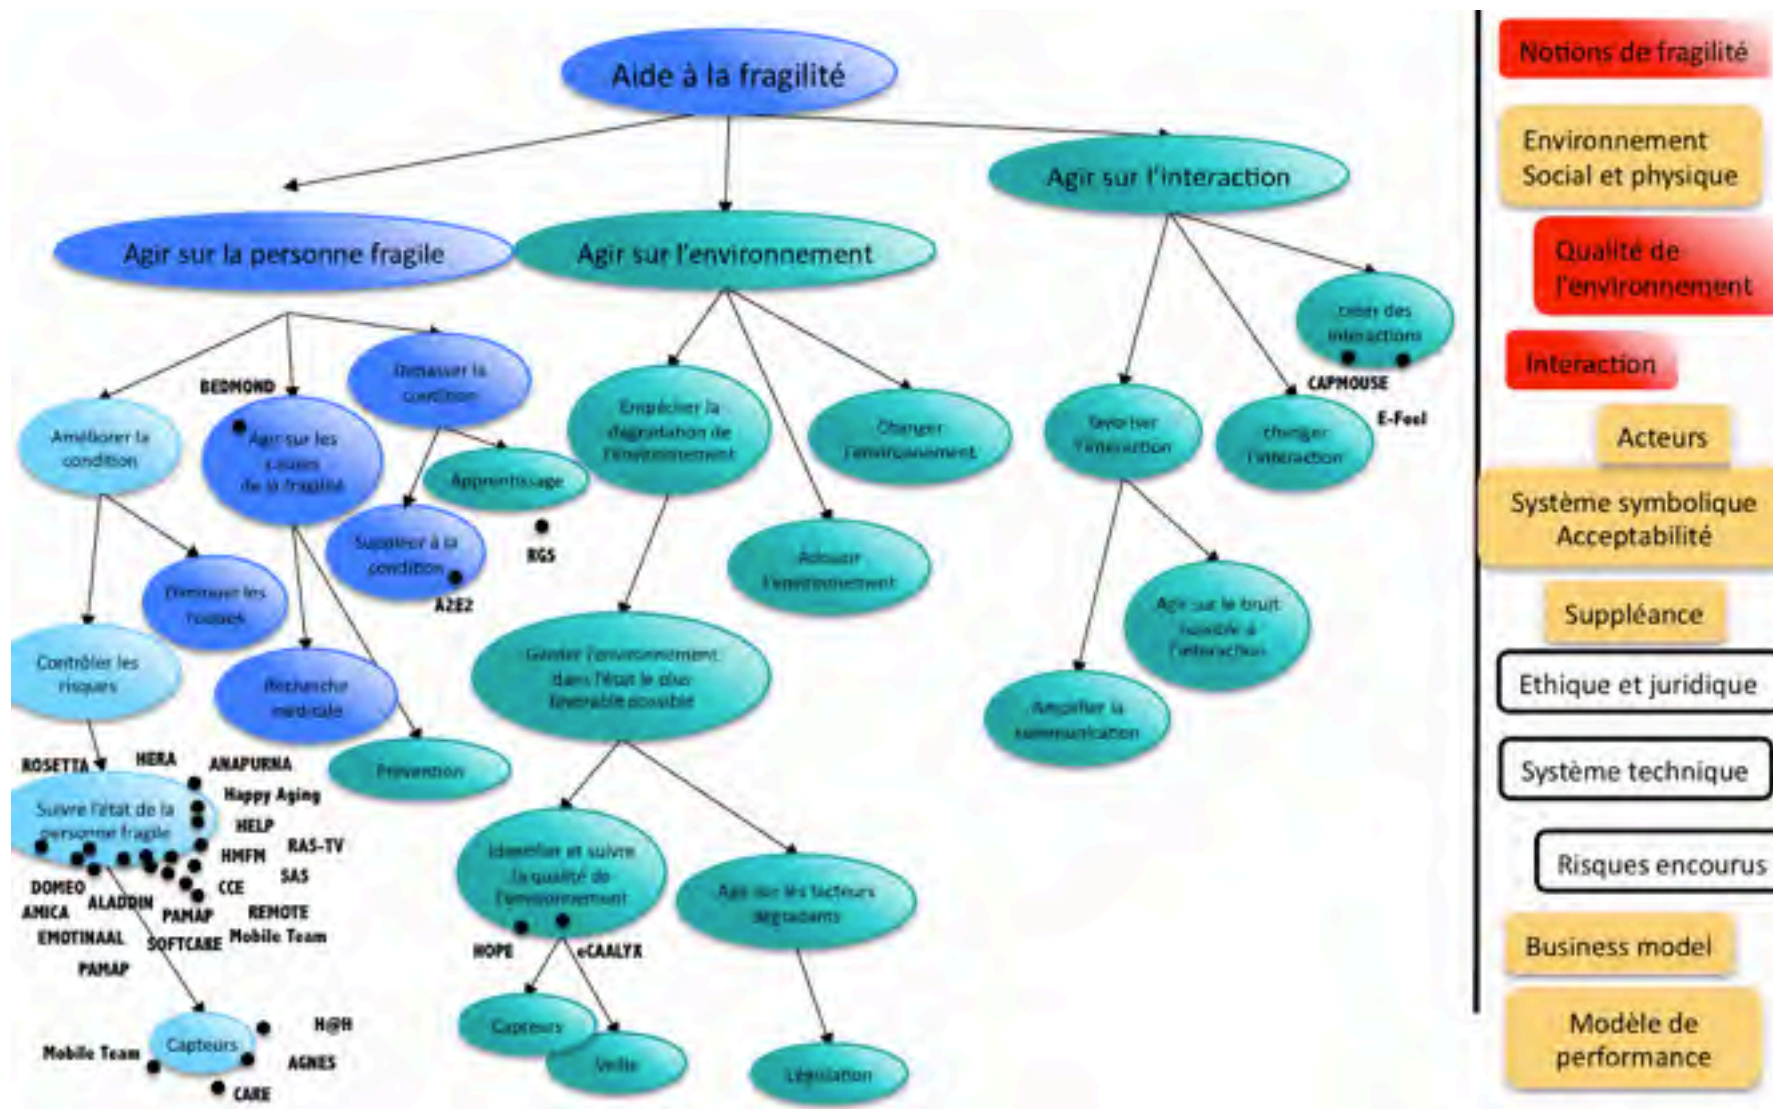 Aide à la fragilité
Agir sur l'interaction
Agir sur la personne fragile
Agir sur l'environnement
créer des
interactions
CAPMOUSE
E-Feel
BEDMOND
Dépasser la
condition
Améliorer la
condition
Agir sur les
causes
de la fragilité
Apprentissage
RGS
Suppléer à la
condition
A2E2
Empêcher la
dégradation de
l'environnement
Changer
l'environnement
Adoucir
l'environnement
favoriser
l'interaction
changer
l'interaction
Diminuer les
risques
Contrôler les
risques
Recherche
médicale
Prévention
Garder l'environnement
dans l'état le plus
favorable possible
Agir sur le bruit
nuisible à
l'interaction
Amplifier la
communication
ROSETTA
HERA
ANAPURNA
Suivre l'état de la
personne fragile
Happy Aging
HELP
RAS-TV
HMFM
SAS
CCE
DOMEO
ALADDIN
AMICA
PAMAP
REMOTE
EMOTINAAL
SOFTCARE
Mobile Team
PAMAP
Identifier et suivre
la qualité de
l'environnement
HOPE
eCAALYX
Agir sur les facteurs
dégradants
Capteurs
H@H
Mobile Team
AGNES
CARE
Capteurs
Veille
Législation
Notions de fragilité
Environnement
Social et physique
Qualité de
l'environnement
Interaction
Acteurs
Système symbolique
Acceptabilité
Suppléance
Ethique et juridique
Système technique
Risques encourus
Business model
Modèle de
performance